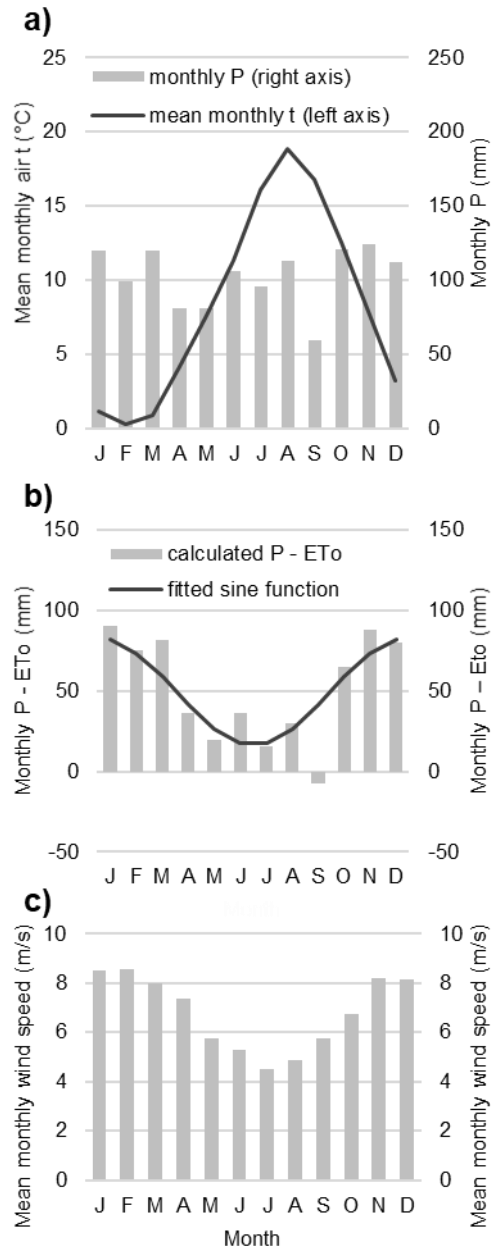 a)
25
250
monthly P (right axis)
mean monthly t (left axis)
20
200
15
150
10
100
5
50
0
0
Mean monthly air t (°C)
Monthly P (mm)
J F M A M J J A S O N D
b)
150
150
calculated P - ETo
fitted sine function
100
100
50
50
0
0
-50
-50
Monthly P - ETo (mm)
Monthly P – Eto (mm)
J F M A M J J A S O N D
c)
10
10
8
8
6
6
4
4
2
2
0
0
Mean monthly wind speed (m/s)
Mean monthly wind speed (m/s)
J F M A M J J A S O N D
Month